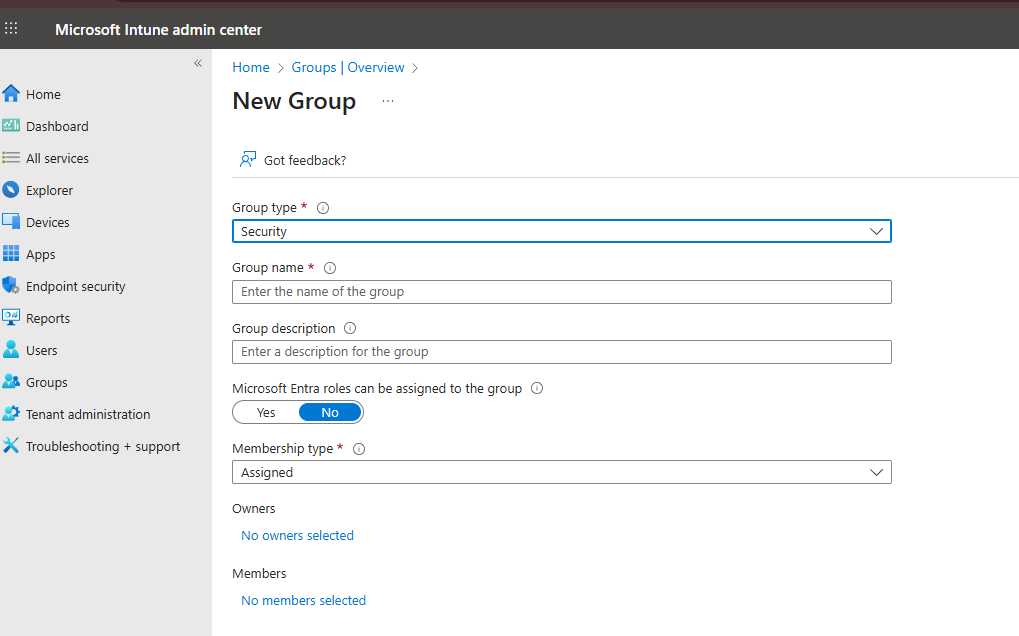 Microsoft Intune admin center
«
Home
Dashboard
All services
Explorer
Devices
Apps
Endpoint security
Reports
Users
Groups
Tenant administration
Troubleshooting + support
Home > Groups | Overview >
New Group ...
Got feedback?
Group type *
Security
Group name *
Enter the name of the group
Group description
Enter a description for the group
Microsoft Entra roles can be assigned to the group
Yes No
Membership type *
Assigned
Owners
No owners selected
Members
No members selected